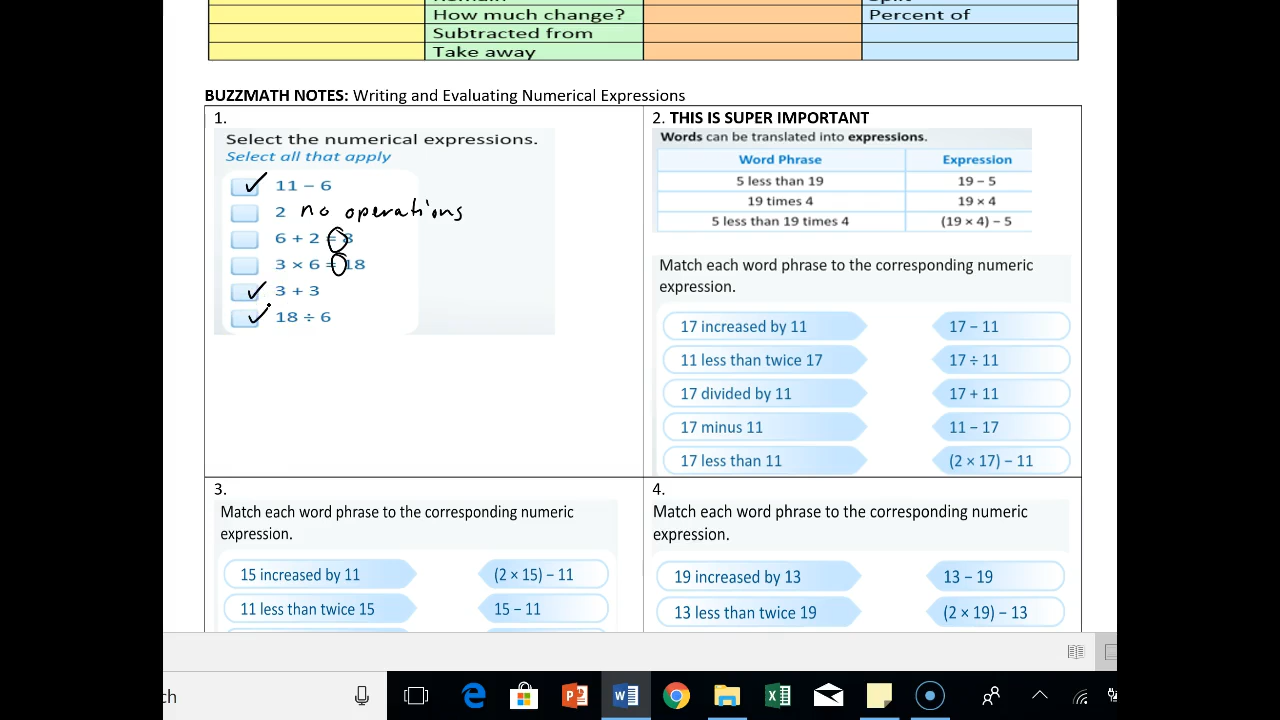 How much change?
Percent of
Subtracted from
Take away
BUZZMATH NOTES: Writing and Evaluating Numerical Expressions
1.
Select the numerical expressions.
Select all that apply
11 – 6
2 no operations
6 + 2 = 8
3 × 6 = 18
3 + 3
18 ÷ 6
2. THIS IS SUPER IMPORTANT
Words can be translated into expressions.
Word Phrase Expression
5 less than 19 19 – 5
19 times 4 19 × 4
5 less than 19 times 4 (19 × 4) – 5
Match each word phrase to the corresponding numeric
expression.
17 increased by 11 17 – 11
11 less than twice 17 17 ÷ 11
17 divided by 11 17 + 11
17 minus 11 11 – 17
17 less than 11 (2 × 17) – 11
3.
Match each word phrase to the corresponding numeric
expression.
15 increased by 11 (2 × 15) – 11
11 less than twice 15 15 – 11
4.
Match each word phrase to the corresponding numeric
expression.
19 increased by 13 13 – 19
13 less than twice 19 (2 × 19) – 13
ch